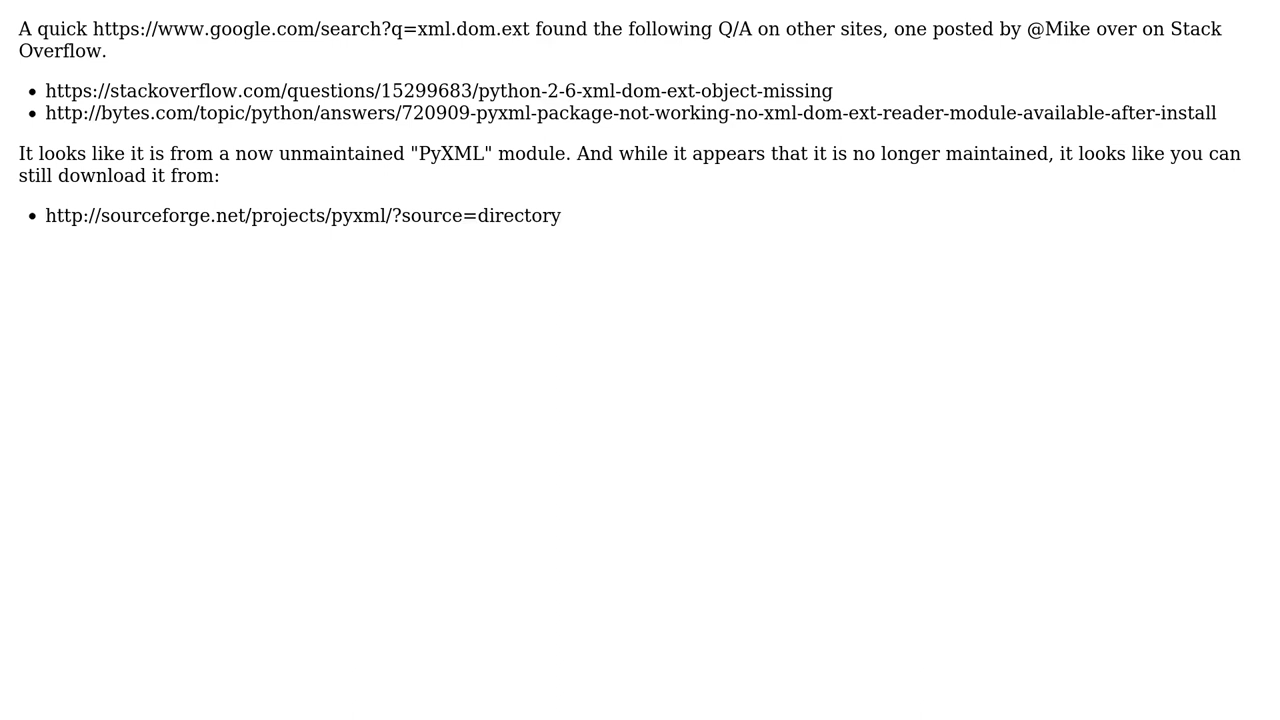 A quick https://www.google.com/search?q=xml.dom.ext found the following Q/A on other sites, one posted by @Mike over on Stack
Overflow.
• https://stackoverflow.com/questions/15299683/python-2-6-xml-dom-ext-object-missing
• http://bytes.com/topic/python/answers/720909-pyxml-package-not-working-no-xml-dom-ext-reader-module-available-after-install
It looks like it is from a now unmaintained "PyXML" module. And while it appears that it is no longer maintained, it looks like you can
still download it from:
• http://sourceforge.net/projects/pyxml/?source=directory